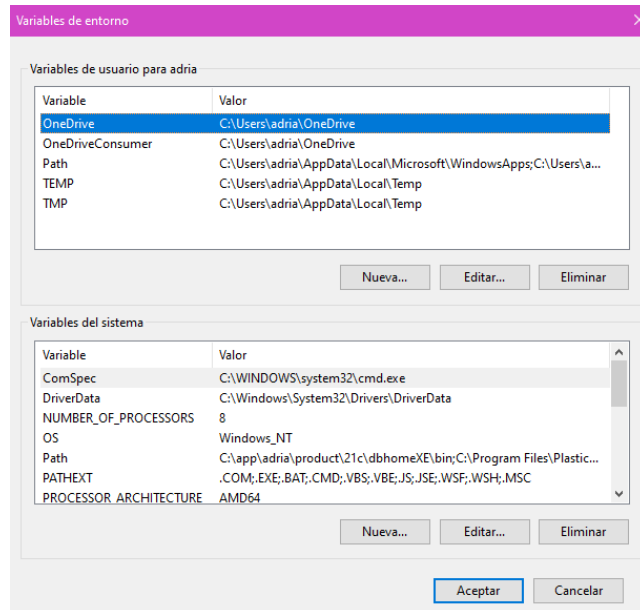 Variables de entorno
Variables de usuario para adria
Variable Valor
OneDrive C:\Users\adria\OneDrive
OneDriveConsumer C:\Users\adria\OneDrive
Path C:\Users\adria\AppData\Local\Microsoft\WindowsApps;C:\Users\a...
TEMP C:\Users\adria\AppData\Local\Temp
TMP C:\Users\adria\AppData\Local\Temp
Nueva... Editar... Eliminar
Variables del sistema
Variable Valor
ComSpec C:\WINDOWS\system32\cmd.exe
DriverData C:\Windows\System32\Drivers\DriverData
NUMBER_OF_PROCESSORS 8
OS Windows_NT
Path C:\app\adria\product\21c\dbhomeXE\bin;C:\Program Files\Plastic...
PATHEXT .COM;.EXE;.BAT;.CMD;.VBS;.VBE;.JS;.JSE;.WSF;.WSH;.MSC
PROCESSOR_ARCHITECTURE AMD64
Nueva... Editar... Eliminar
Aceptar Cancelar